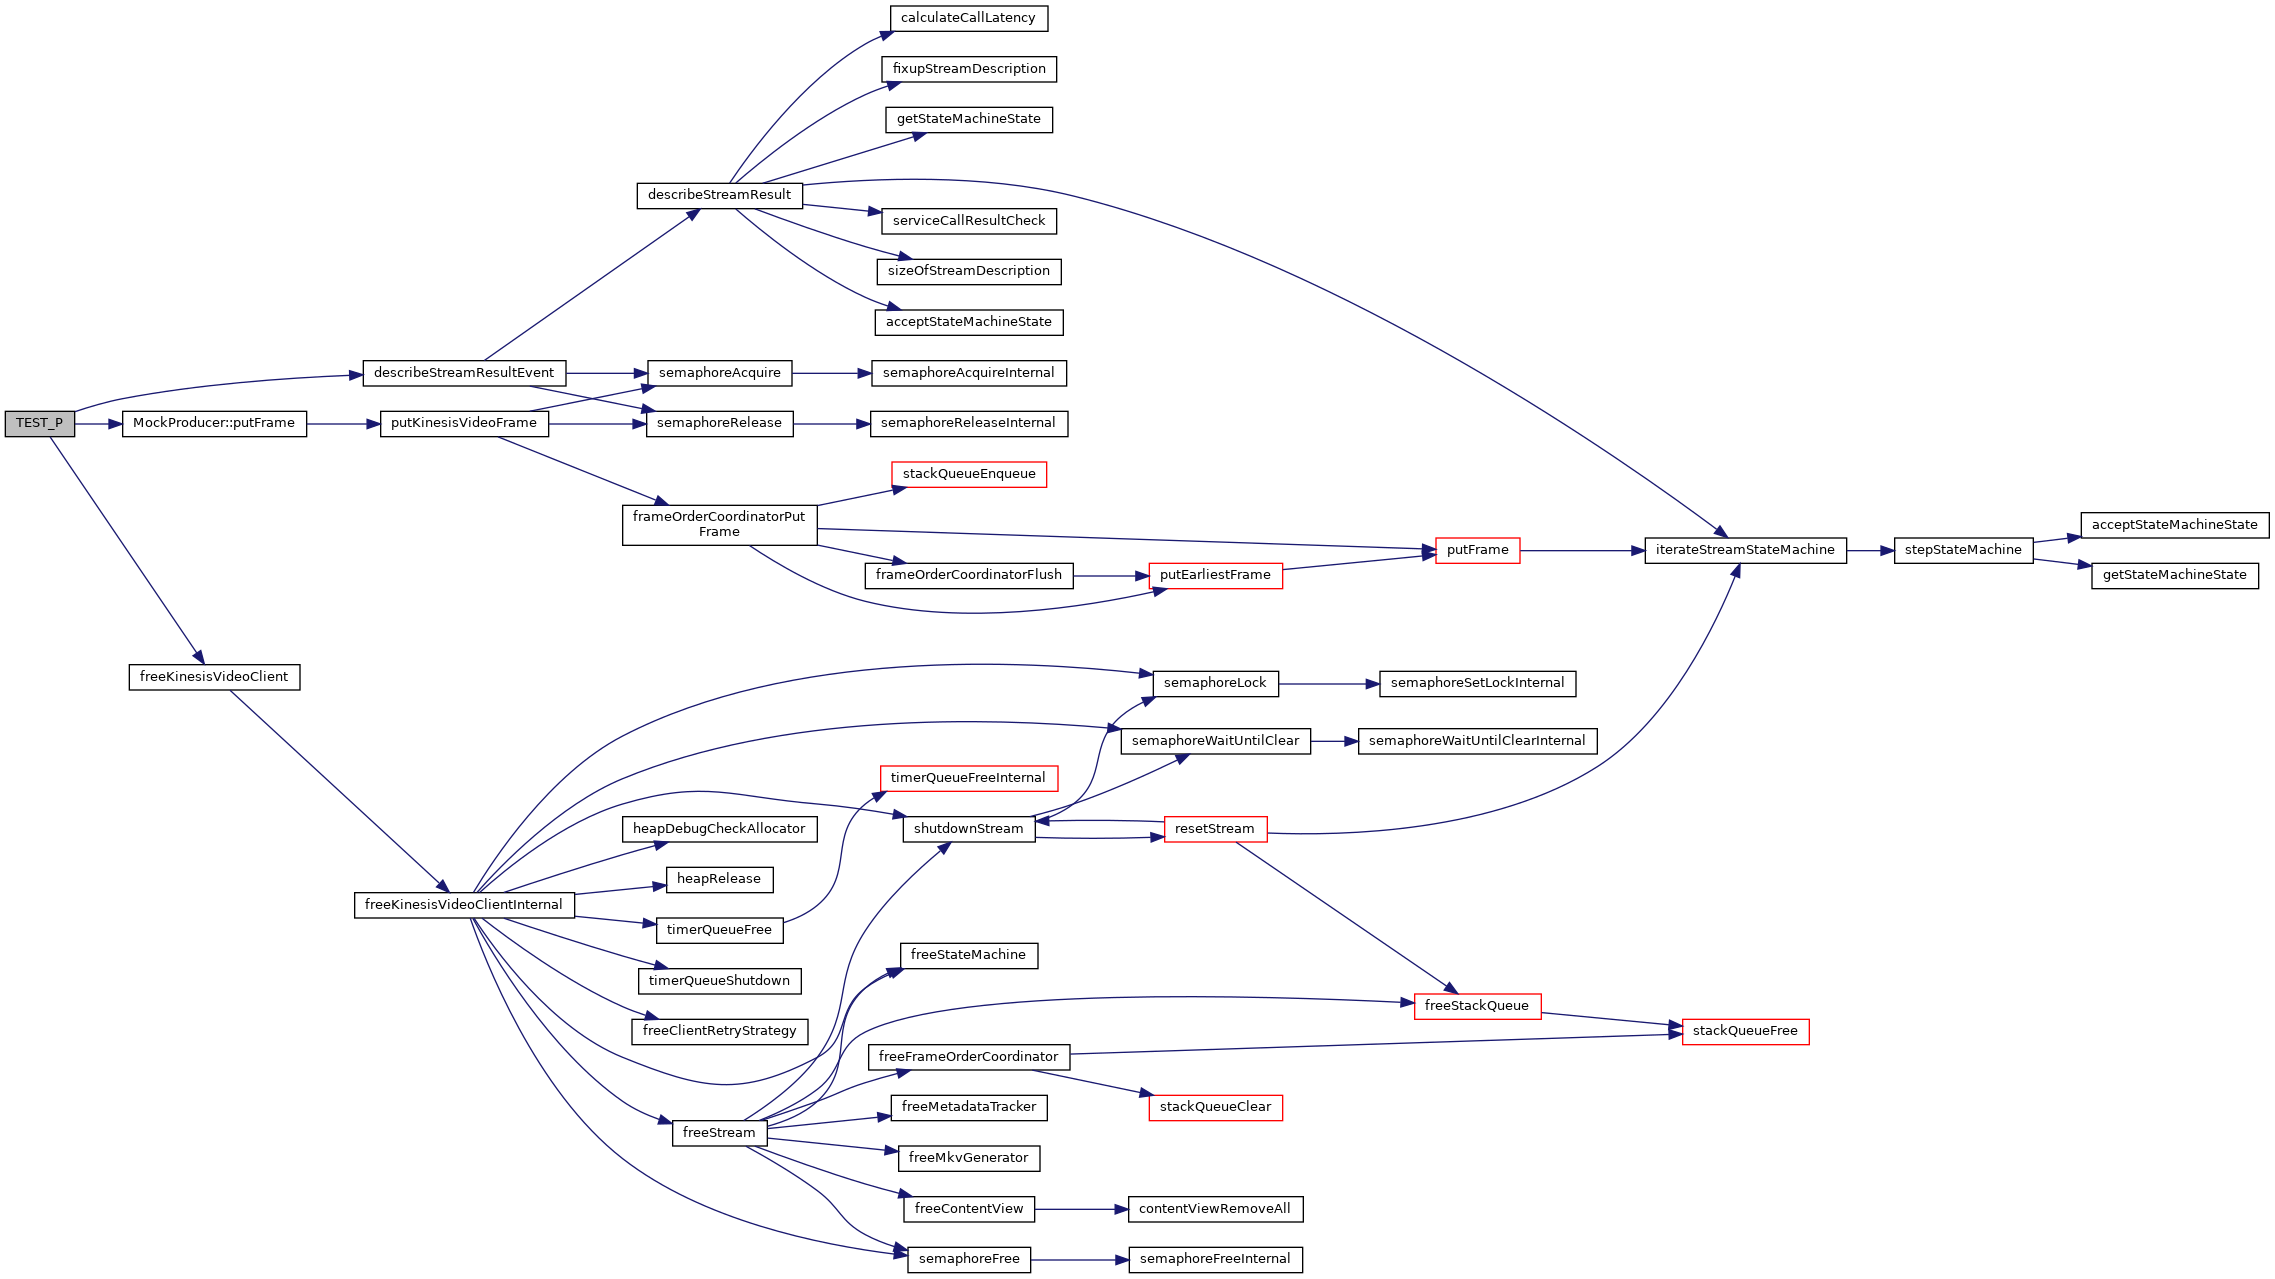 calculateCallLatency
fixupStreamDescription
getStateMachineState
describeStreamResult
serviceCallResultCheck
sizeOfStreamDescription
acceptStateMachineState
describeStreamResultEvent
semaphoreAcquire
semaphoreAcquireInternal
TEST_P
MockProducer::putFrame
putKinesisVideoFrame
semaphoreRelease
semaphoreReleaseInternal
stackQueueEnqueue
frameOrderCoordinatorPut
Frame
acceptStateMachineState
putFrame
iterateStreamStateMachine
stepStateMachine
frameOrderCoordinatorFlush
putEarliestFrame
getStateMachineState
freeKinesisVideoClient
semaphoreLock
semaphoreSetLockInternal
semaphoreWaitUntilClear
semaphoreWaitUntilClearInternal
timerQueueFreeInternal
heapDebugCheckAllocator
shutdownStream
resetStream
heapRelease
freeKinesisVideoClientInternal
timerQueueFree
freeStateMachine
timerQueueShutdown
freeStackQueue
freeClientRetryStrategy
stackQueueFree
freeFrameOrderCoordinator
freeMetadataTracker
stackQueueClear
freeStream
freeMkvGenerator
freeContentView
contentViewRemoveAll
semaphoreFree
semaphoreFreeInternal